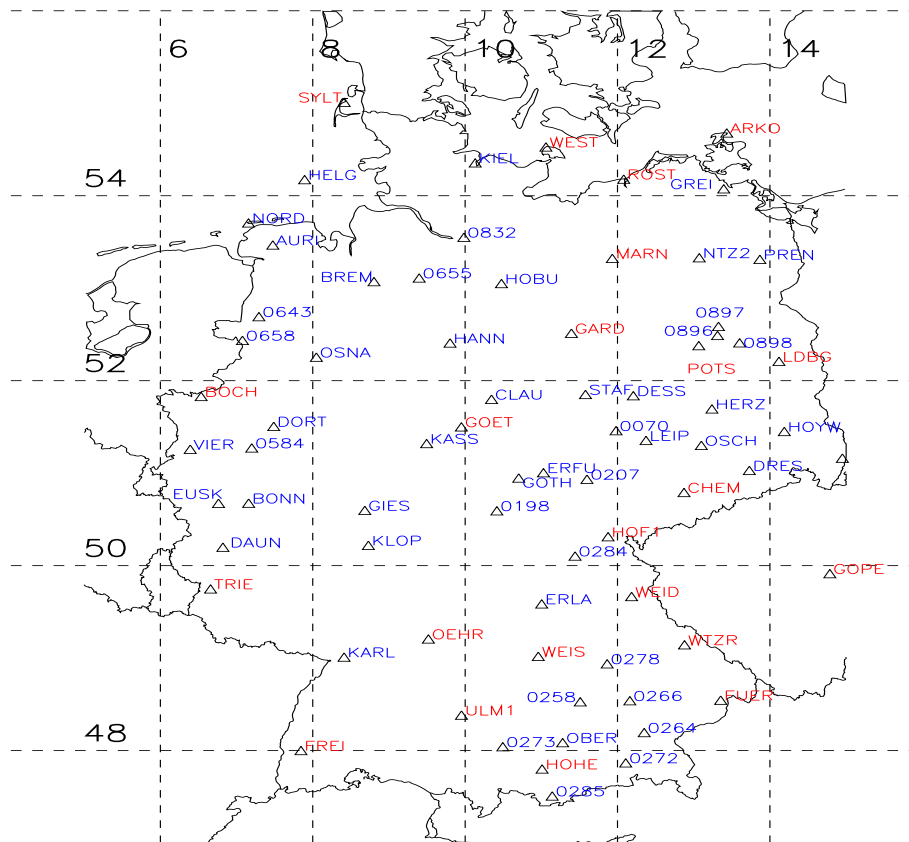 6 8 10 12 14
SYLT
ARKO
WEST
KIEL
54 HELG ROST GREI
NORD
0832
AURI
MARN NTZ2 PREN
BREM 0655 HOBU
0643 0897
0658 HANN GARD 0896 0898
OSNA LDBG
52 POTS
BOCH CLAU STAF DESS
HERZ
DORT GOET 0070 HOYW
VIER 0584 KASS LEIP OSCH
ERFU 0207 DRES
GOTH
EUSK BONN CHEM
GIES 0198
HOF1
50 DAUN KLOP 0284
GOPE
TRIE ERLA WEID
OEHR WTZR
KARL WEIS 0278
0258 0266 FUER
ULM1
48 0264
FREI 0273 OBER
HOHE 0272
0285